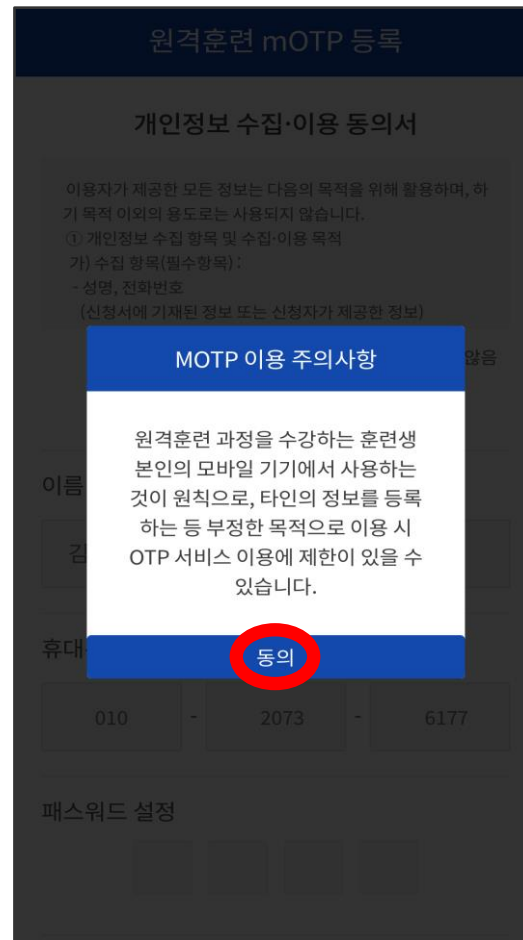 원격훈련 mOTP 등록
개인정보 수집·이용 동의서
이용자가 제공한 모든 정보는 다음의 목적을 위해 활용하며, 하
기 목적 이외의 용도로는 사용되지 않습니다.
① 개인정보 수집 항목 및 수집·이용 목적
가) 수집 항목(필수항목) :
- 성명, 전화번호
(신청서에 기재된 정보 또는 신청자가 제공한 정보)
않음
MOTP 이용 주의사항
원격훈련 과정을 수강하는 훈련생
본인의 모바일 기기에서 사용하는
것이 원칙으로, 타인의 정보를 등록
하는 등 부정한 목적으로 이용 시
OTP 서비스 이용에 제한이 있을 수
있습니다.
동의
이름
김
휴대
010 - 2073 - 6177
패스워드 설정